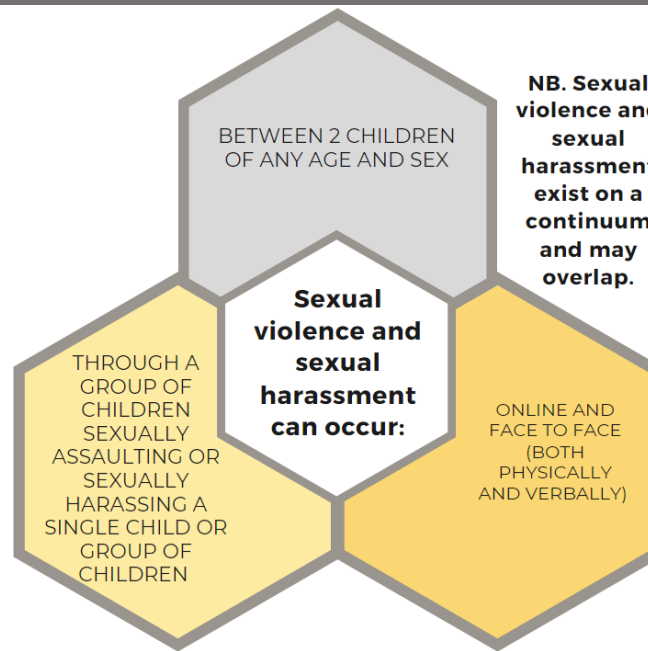 BETWEEN 2 CHILDREN
OF ANY AGE AND SEX
NB. Sexual
violence and
sexual
harassment
exist on a
continuum
and may
overlap.
Sexual
violence and
sexual
harassment
can occur:
THROUGH A
GROUP OF
CHILDREN
SEXUALLY
ASSAULTING OR
SEXUALLY
HARASSING A
SINGLE CHILD OR
GROUP OF
CHILDREN
ONLINE AND
FACE TO FACE
(BOTH
PHYSICALLY
AND VERBALLY)